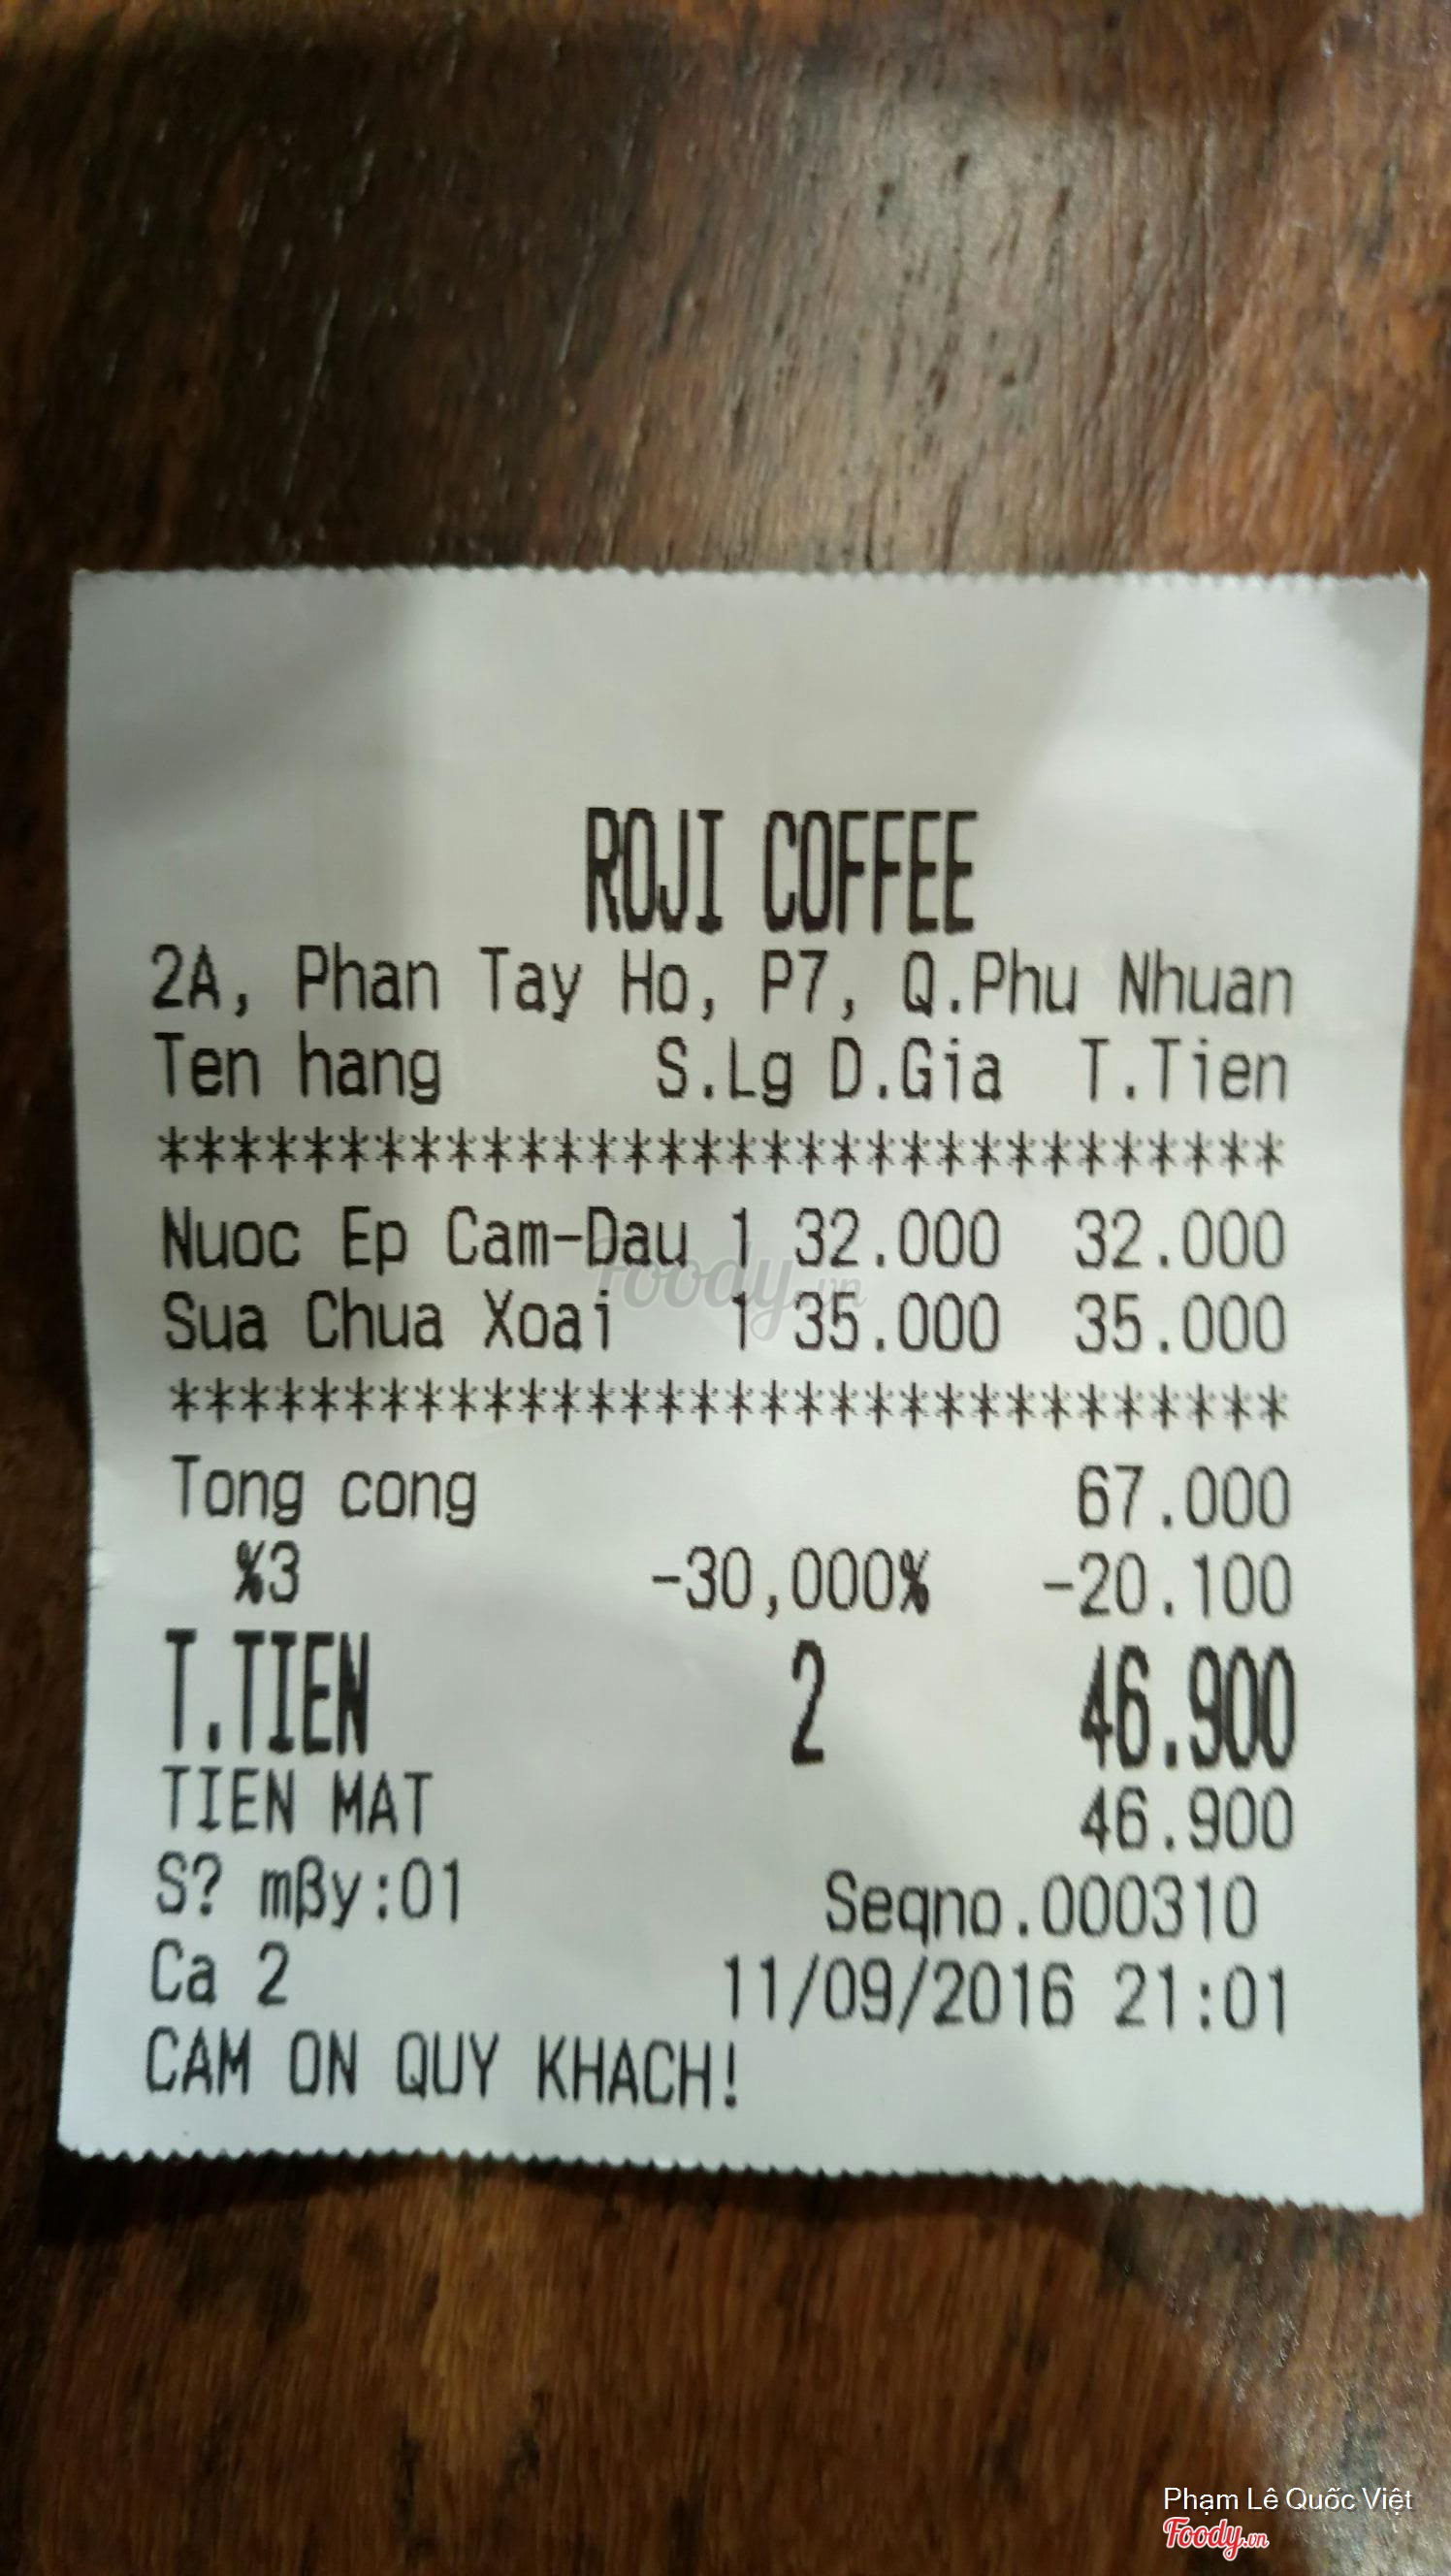 ROJI COFFEE
2A, Phan Tay Ho, P7, Q.Phu Nhuan
Ten hang S.Lg D.Gia T.Tien
********************************
Nuoc Ep Cam-Dau 1 32.000 32.000
Sua Chua Xoai 1 35.000 35.000
********************************
Tong cong 67.000
%3 -30,000% -20.100
T.TIEN 2 46.900
TIEN MAT 46.900
S? mβy:01 Seqno.000310
Ca 2 11/09/2016 21:01
CAM ON QUY KHACH!
Foody.vn
Phạm Lê Quốc Việt
Foody.vn